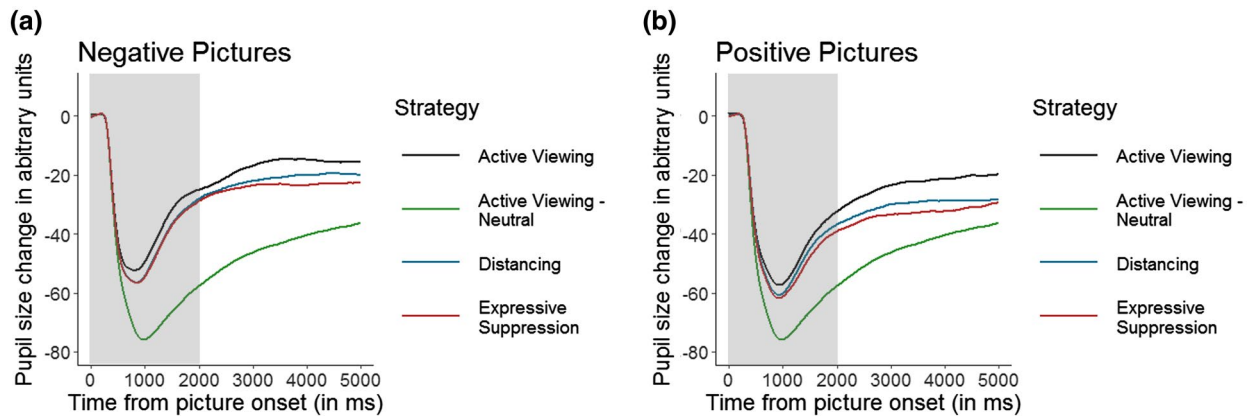 (a)
Negative Pictures
Pupil size change in abitrary units
0
-20
-40
-60
-80
0 1000 2000 3000 4000 5000
Time from picture onset (in ms)
Strategy
Active Viewing
Active Viewing -
Neutral
Distancing
Expressive
Suppression
(b)
Positive Pictures
Pupil size change in abitrary units
0
-20
-40
-60
-80
0 1000 2000 3000 4000 5000
Time from picture onset (in ms)
Strategy
Active Viewing
Active Viewing -
Neutral
Distancing
Expressive
Suppression